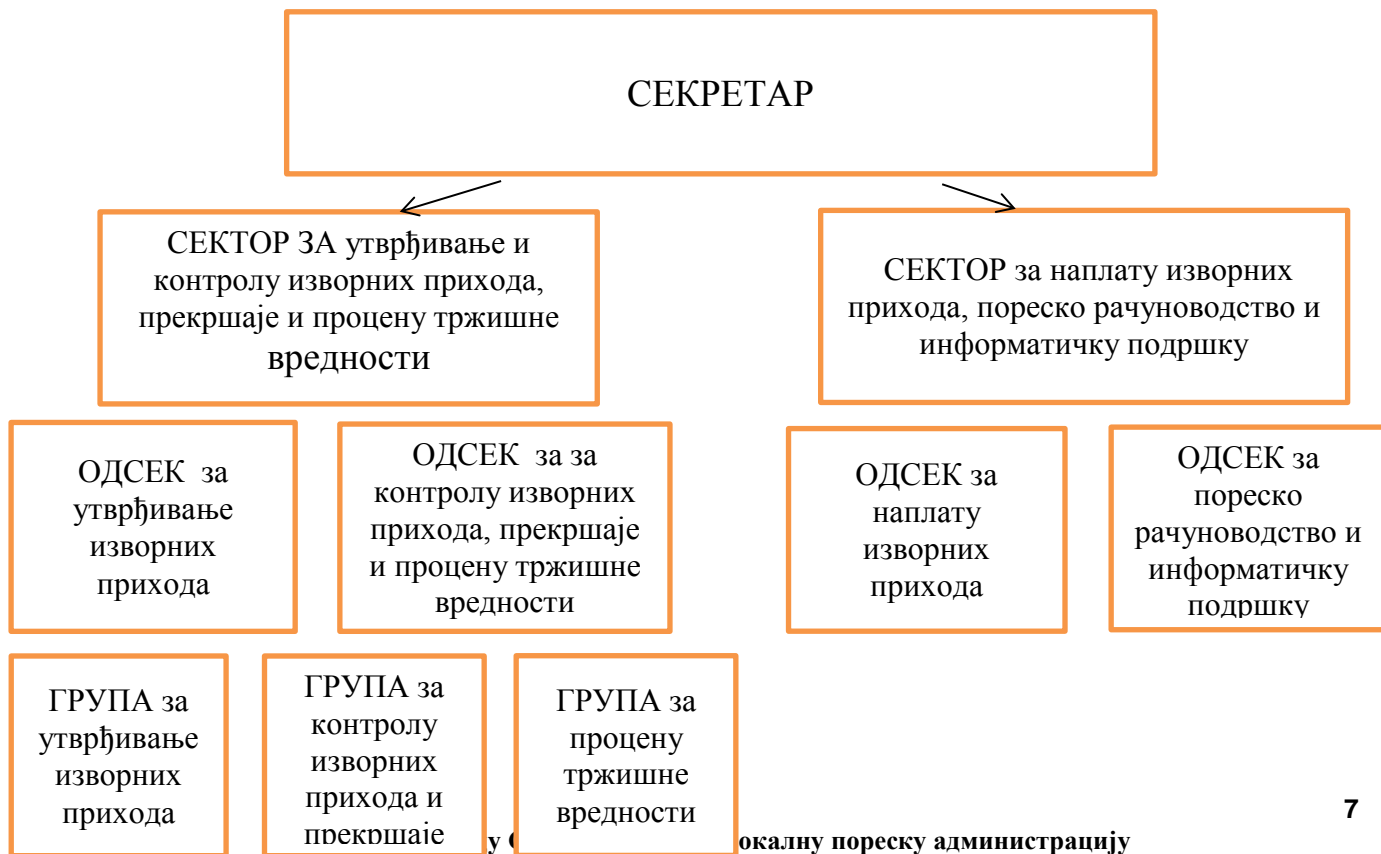 СЕКРЕТАР
СЕКТОР ЗА утврђивање и
контролу изворних прихода,
прекршаје и процену тржишне
вредности
СЕКТОР за наплату изворних
прихода, пореско рачуноводство и
информатичку подршку
ОДСЕК за
утврђивање
изворних
прихода
ОДСЕК за за
контролу изворних
прихода, прекршаје
и процену тржишне
вредности
ОДСЕК за
наплату
изворних
прихода
ОДСЕК за
пореско
рачуноводство и
информатичку
подршку
ГРУПА за
утврђивање
изворних
прихода
ГРУПА за
контролу
изворних
прихода и
прекршаје
ГРУПА за
процену
тржишне
вредности
7
пореску администрацију